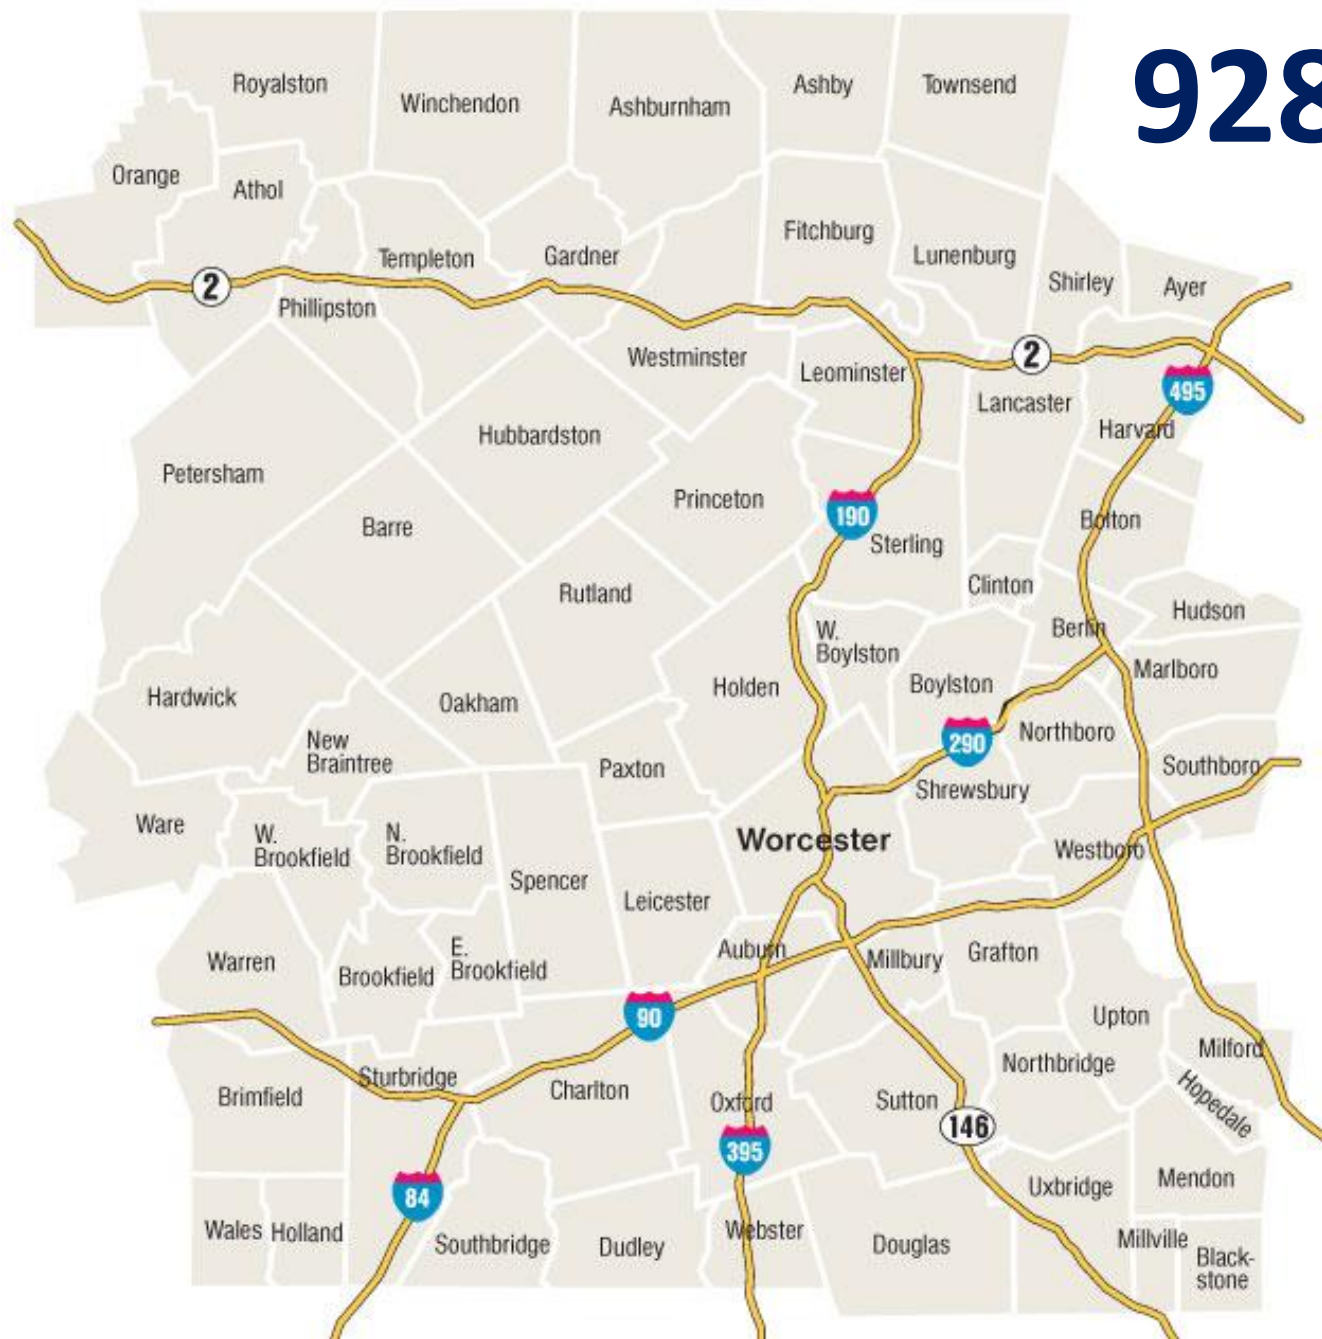 928
Royalston
Winchendon
Ashburnham
Ashby
Townsend
Orange
Athol
Templeton
Gardner
Fitchburg
Lunenburg
Shirley
Ayer
2
Phillipston
Westminster
Leominster
2
Lancaster
495
Harvard
Petersham
Hubbardston
Barre
Princeton
190
Sterling
Bolton
Rutland
Clinton
Hudson
W.
Boylston
Berlin
Marlboro
Hardwick
Oakham
Holden
Boylston
290
Northboro
New
Braintree
Paxton
Shrewsbury
Southboro
Ware
W.
Brookfield
N.
Brookfield
Worcester
Westboro
Spencer
Leicester
Warren
Brookfield
E.
Brookfield
Auburn
Millbury
Grafton
90
Upton
Milford
Brimfield
Sturbridge
Charlton
Oxford
Sutton
Northbridge
Hopedale
146
395
84
Uxbridge
Mendon
Wales
Holland
Southbridge
Dudley
Webster
Douglas
Millville
Black-
stone